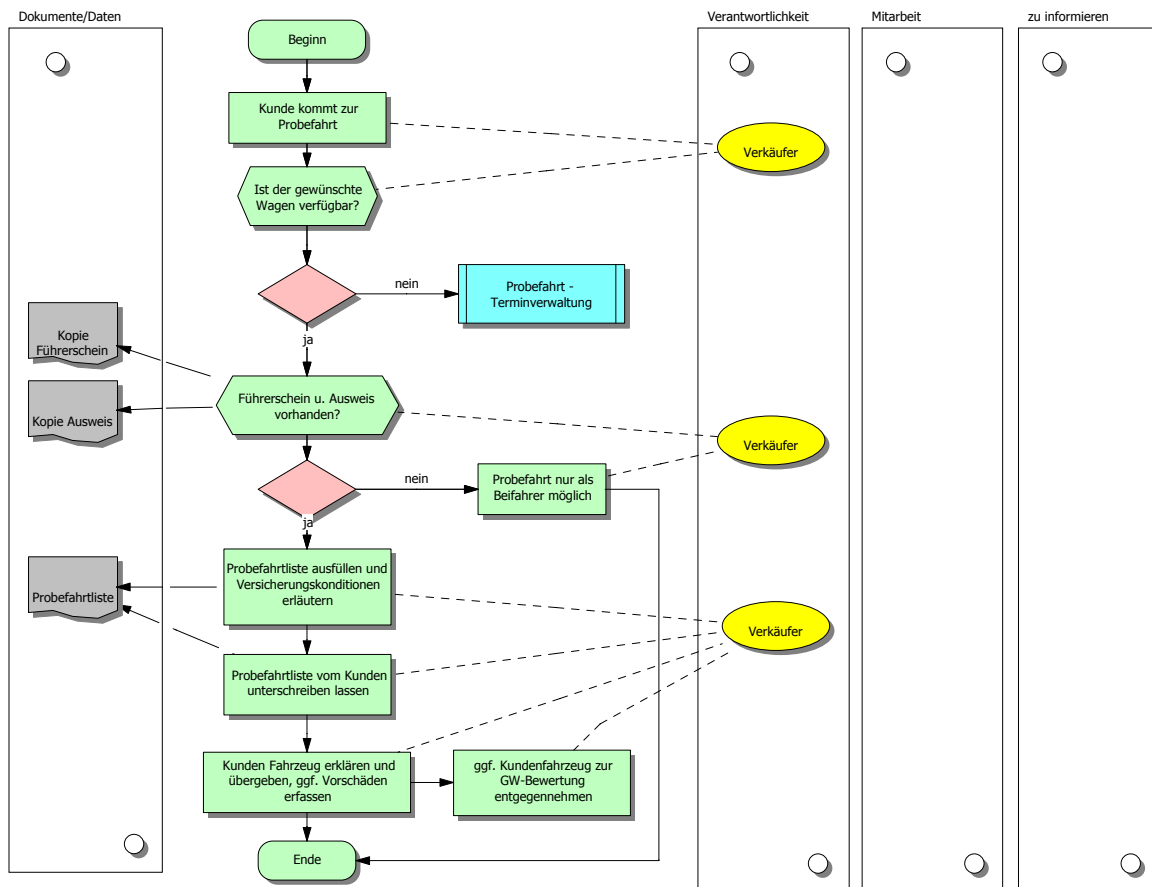 Dokumente/Daten
Verantwortlichkeit
Mitarbeit
zu informieren
Beginn
Kunde kommt zur
Probefahrt
Verkäufer
Ist der gewünschte
Wagen verfügbar?
nein
Probefahrt -
Terminverwaltung
ja
Kopie
Führerschein
Führerschein u. Ausweis
vorhanden?
Kopie Ausweis
Verkäufer
nein
Probefahrt nur als
Beifahrer möglich
ja
Probefahrtliste ausfüllen und
Versicherungskonditionen
erläutern
Probefahrtliste
Verkäufer
Probefahrtliste vom Kunden
unterschreiben lassen
Kunden Fahrzeug erklären und
übergeben, ggf. Vorschäden
erfassen
ggf. Kundenfahrzeug zur
GW-Bewertung
entgegennehmen
Ende